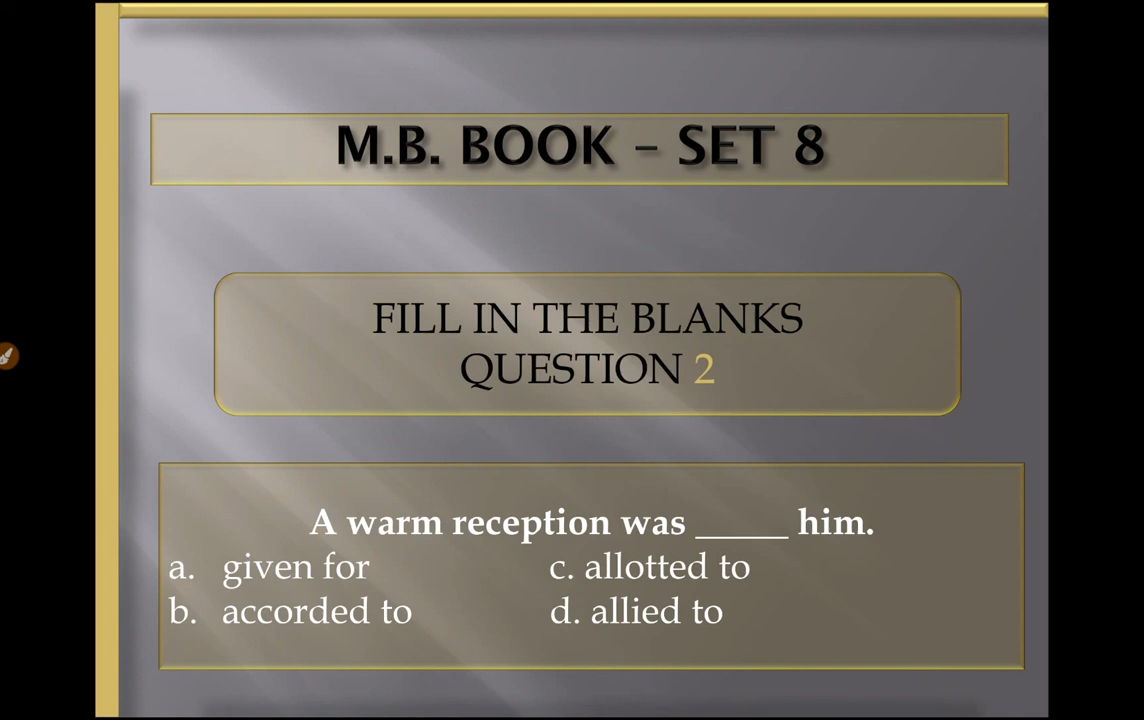 M.B. BOOK – SET 8
FILL IN THE BLANKS
QUESTION 2
A warm reception was _____ him.
a. given for c. allotted to
b. accorded to d. allied to